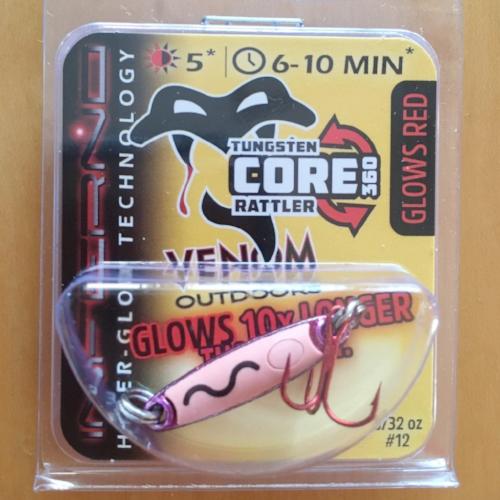 5* 6-10 MIN*
INFERNO
HYPER-GLOW TECHNOLOGY
GLOWS RED
TUNGSTEN
CORE 360
RATTLER
VENOM
OUTDOORS
GLOWS 10x LONGER
/32 oz
#12